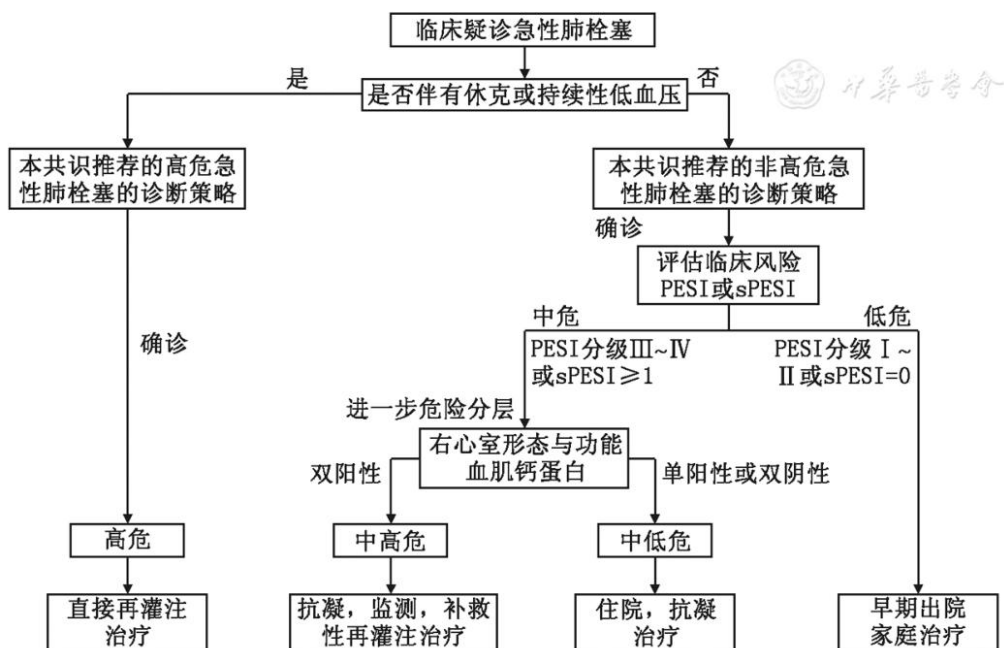 临床疑诊急性肺栓塞
中华医学会
是
是否伴有休克或持续性低血压
否
本共识推荐的高危急
性肺栓塞的诊断策略
本共识推荐的非高危急
性肺栓塞的诊断策略
确诊
评估临床风险
PESI或sPESI
确诊
中危
低危
PESI分级Ⅲ~Ⅳ
或sPESI≥1
PESI分级Ⅰ~
Ⅱ或sPESI=0
进一步危险分层
右心室形态与功能
血肌钙蛋白
双阳性
单阳性或双阴性
高危
中高危
中低危
直接再灌注
治疗
抗凝，监测，补救
性再灌注治疗
住院，抗凝
治疗
早期出院
家庭治疗